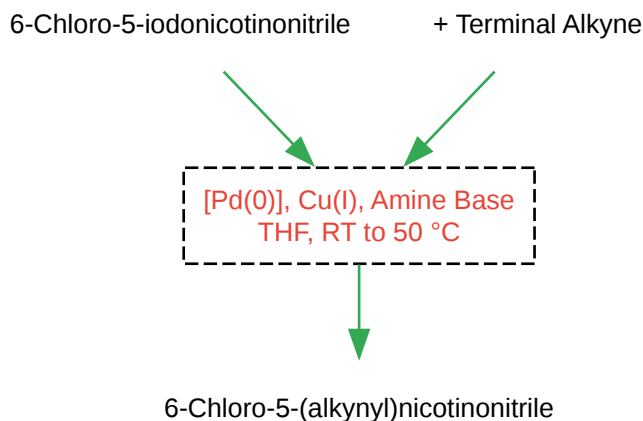 6-Chloro-5-iodonicotinonitrile
+ Terminal Alkyne
[Pd(0)], Cu(I), Amine Base
THF, RT to 50 °C
6-Chloro-5-(alkynyl)nicotinonitrile